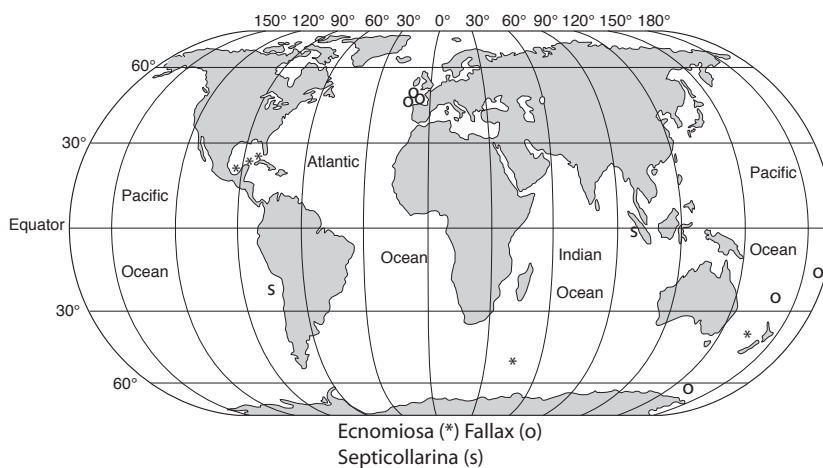 150° 120° 90° 60° 30° 0° 30° 60° 90° 120° 150° 180°
60°
30°
Atlantic
Pacific
Pacific
Equator
Ocean
Indian
Ocean
Ocean
Ocean
30°
60°
Ecnomiosa (*) Fallax (o)
Septicollarina (s)